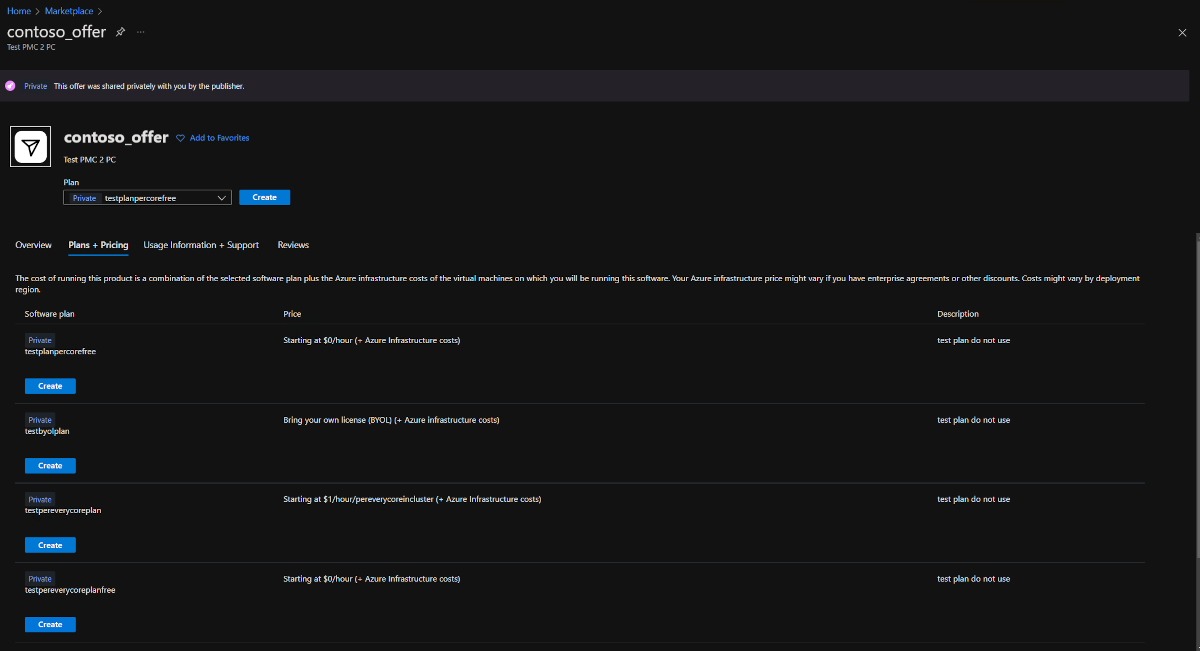 Home > Marketplace >
contoso_offer ...
Test PMC 2 PC
Private This offer was shared privately with you by the publisher.
contoso_offer Add to Favorites
Test PMC 2 PC
Plan
Private testplanpercorefree Create
Overview Plans + Pricing Usage Information + Support Reviews
The cost of running this product is a combination of the selected software plan plus the Azure infrastructure costs of the virtual machines on which you will be running this software. Your Azure infrastructure price might vary if you have enterprise agreements or other discounts. Costs might vary by deployment
region.
Software plan Price Description
Private Starting at $0/hour (+ Azure Infrastructure costs) test plan do not use
testplanpercorefree
Create
Private Bring your own license (BYOL) (+ Azure infrastructure costs) test plan do not use
testbyolplan
Create
Private Starting at $1/hour/pereverycoreincluster (+ Azure Infrastructure costs) test plan do not use
testpereverycoreplan
Create
Private Starting at $0/hour (+ Azure Infrastructure costs) test plan do not use
testpereverycoreplanfree
Create